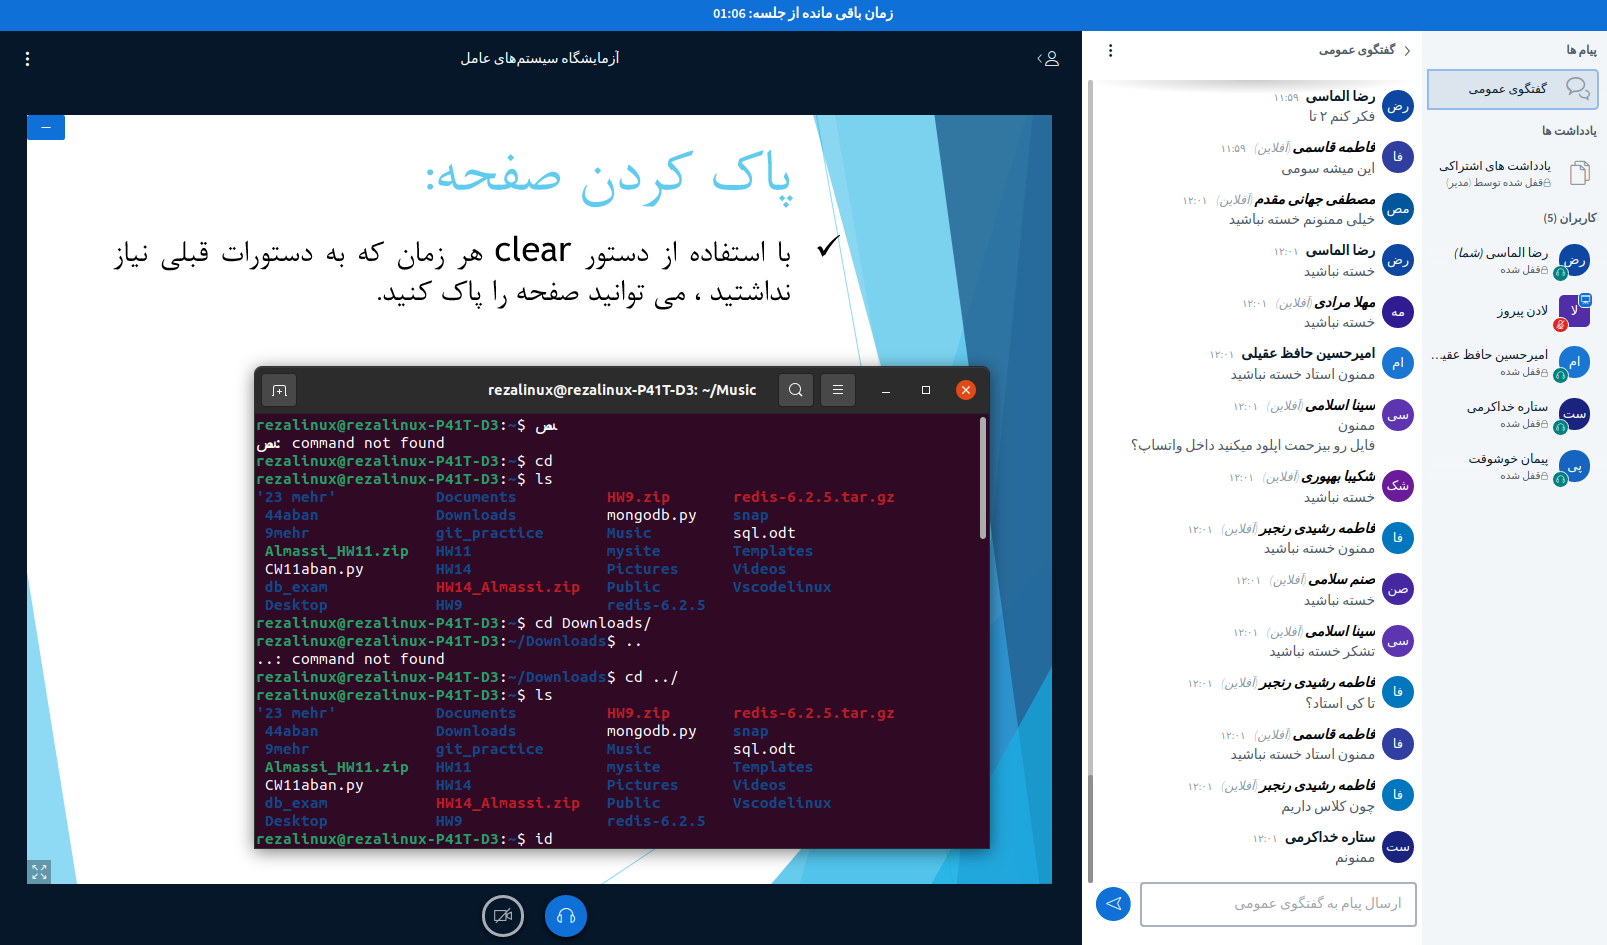 زمان باقی مانده از جلسه: 01:06
آزمایشگاه سیستم‌های عامل
پاک کردن صفحه:
با استفاده از دستور clear هر زمان که به دستورات قبلی نیاز
نداشتید ، می توانید صفحه را پاک کنید.
rezalinux@rezalinux-P41T-D3: ~/Music
rezalinux@rezalinux-P41T-D3:~$ صی
صی: command not found
rezalinux@rezalinux-P41T-D3:~$ cd
rezalinux@rezalinux-P41T-D3:~$ ls
'23 mehr' Documents HW9.zip redis-6.2.5.tar.gz
44aban Downloads mongodb.py snap
9mehr git_practice Music sql.odt
Almassi_HW11.zip HW11 mysite Templates
CW11aban.py HW14 Pictures Videos
db_exam HW14_Almassi.zip Public Vscodelinux
Desktop HW9 redis-6.2.5
rezalinux@rezalinux-P41T-D3:~$ cd Downloads/
rezalinux@rezalinux-P41T-D3:~/Downloads$ ..
..: command not found
rezalinux@rezalinux-P41T-D3:~/Downloads$ cd ../
rezalinux@rezalinux-P41T-D3:~$ ls
'23 mehr' Documents HW9.zip redis-6.2.5.tar.gz
44aban Downloads mongodb.py snap
9mehr git_practice Music sql.odt
Almassi_HW11.zip HW11 mysite Templates
CW11aban.py HW14 Pictures Videos
db_exam HW14_Almassi.zip Public Vscodelinux
Desktop HW9 redis-6.2.5
rezalinux@rezalinux-P41T-D3:~$ id
گفتگوی عمومی
رض رضا الماسی ۱۱:۵۹
فکر کنم ۲ تا
فا فاطمه قاسمی (آفلاین) ۱۱:۵۹
این میشه سومی
مص مصطفی جهانی مقدم (آفلاین) ۱۲:۰۱
خیلی ممنونم خسته نباشید
رض رضا الماسی ۱۲:۰۱
خسته نباشید
مه مهلا مرادی (آفلاین) ۱۲:۰۱
خسته نباشید
ام امیرحسین حافظ عقیلی ۱۲:۰۱
ممنون استاد خسته نباشید
سی سینا اسلامی (آفلاین) ۱۲:۰۱
ممنون
فایل رو بیزحمت اپلود میکنید داخل واتساپ؟
شک شکیبا بهپوری (آفلاین) ۱۲:۰۱
خسته نباشید
فا فاطمه رشیدی رنجبر (آفلاین) ۱۲:۰۱
ممنون خسته نباشید
صن صنم سلامی (آفلاین) ۱۲:۰۱
خسته نباشید
سی سینا اسلامی (آفلاین) ۱۲:۰۱
تشکر خسته نباشید
فا فاطمه رشیدی رنجبر (آفلاین) ۱۲:۰۱
تا کی استاد؟
فا فاطمه قاسمی (آفلاین) ۱۲:۰۱
ممنون استاد خسته نباشید
فا فاطمه رشیدی رنجبر (آفلاین) ۱۲:۰۱
چون کلاس داریم
ست ستاره خداکرمی ۱۲:۰۱
ممنونم
ارسال پیام به گفتگوی عمومی
پیام ها
گفتگوی عمومی
یادداشت ها
یادداشت های اشتراکی
قفل شده توسط (مدیر)
کاربران (5)
رض رضا الماسی (شما)
قفل شده
لا لادن پیروز
ام امیرحسین حافظ عقی...
قفل شده
ست ستاره خداکرمی
قفل شده
پی پیمان خوشوقت
قفل شده